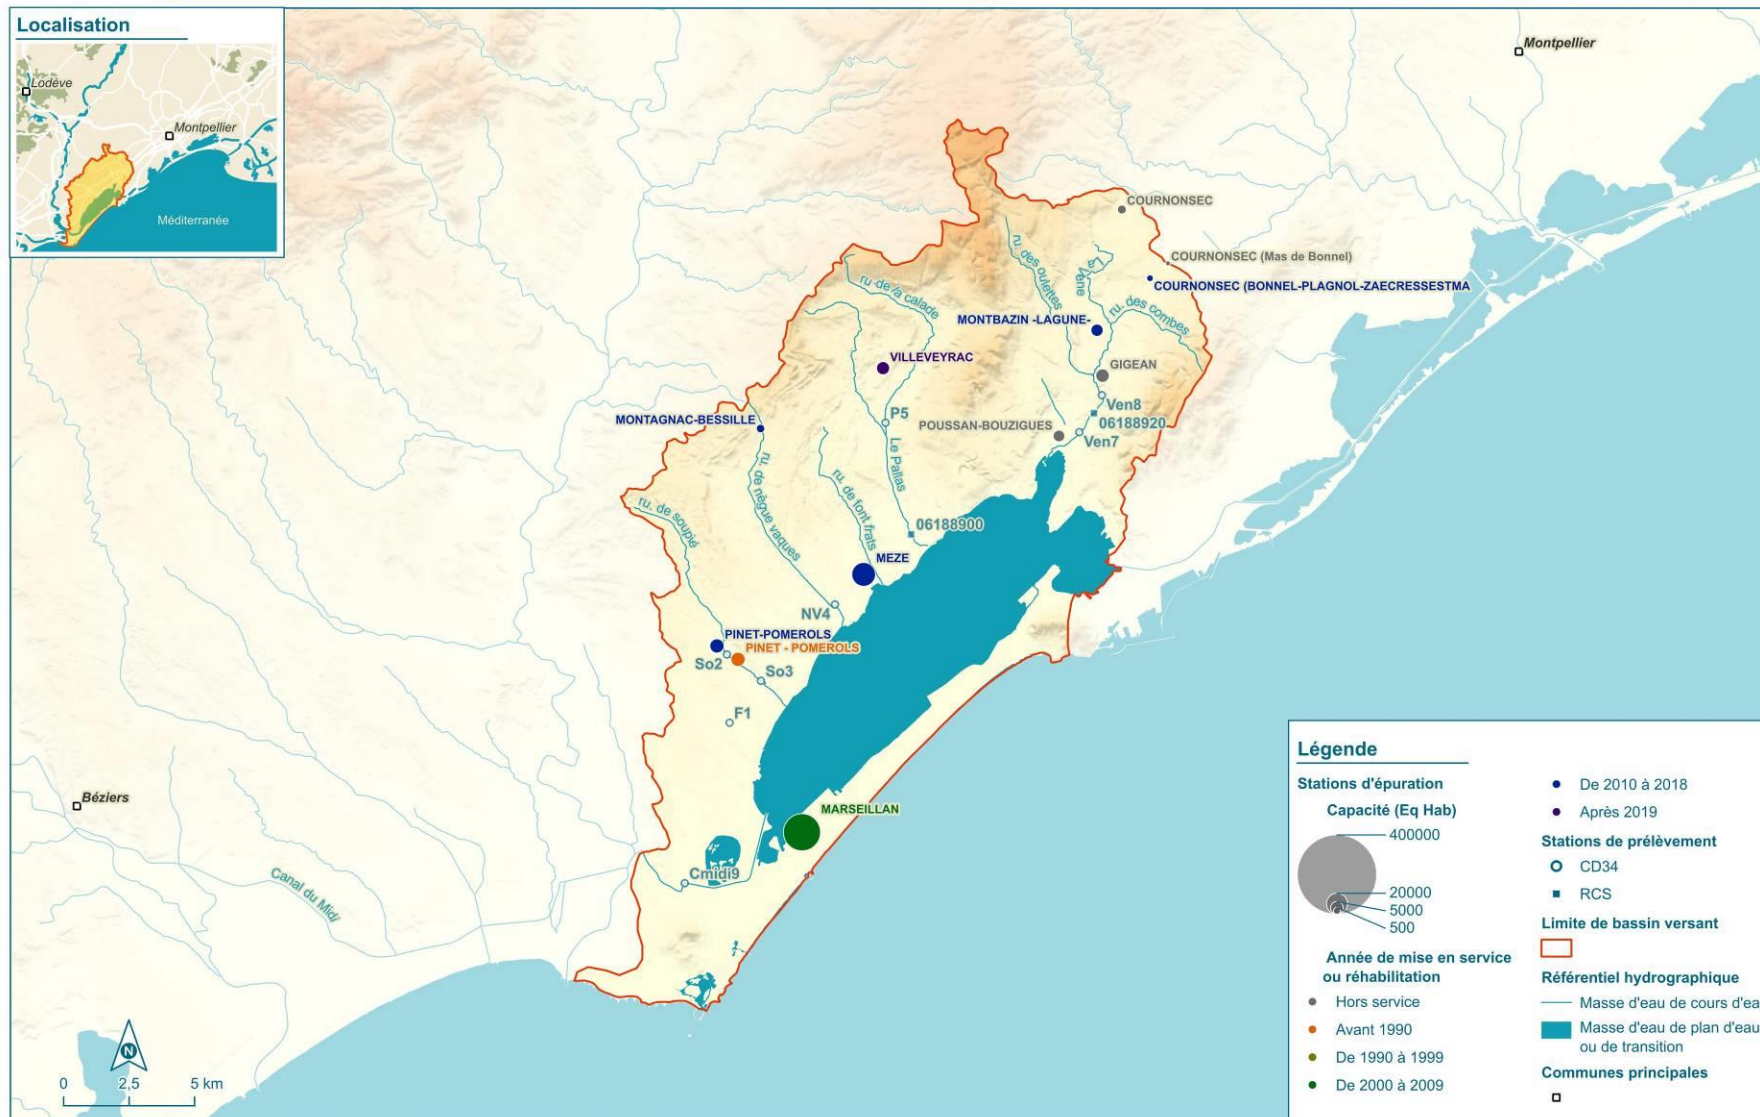 Localisation
Lodève
Montpellier
Méditerranée
Montpellier
COURNONSEC
COURNONSEC (Mas de Bonnel)
COURNONSEC (BONNEL-PLAGNOL-ZAECRESSESTMA
La Vène
ru. des oulettes
ru. des combes
ru. de la calade
MONTBAZIN -LAGUNE-
VILLEVEYRAC
GIGEAN
Ven8
06188920
P5
MONTAGNAC-BESSILLE
POUSSAN-BOUZIGUES
Ven7
Le Pallas
ru. de nègue vaques
ru. de font frats
ru. de soupié
06188900
MEZE
NV4
PINET-POMEROLS
PINET - POMEROLS
So2
So3
F1
Béziers
MARSEILLAN
Cmidi9
Canal du Midi
N
0 2,5 5 km
Légende
Stations d'épuration
Capacité (Eq Hab)
400000
20000
5000
500
Année de mise en service
ou réhabilitation
Hors service
Avant 1990
De 1990 à 1999
De 2000 à 2009
De 2010 à 2018
Après 2019
Stations de prélèvement
CD34
RCS
Limite de bassin versant
Référentiel hydrographique
Masse d'eau de cours d'ea
Masse d'eau de plan d'eau
ou de transition
Communes principales